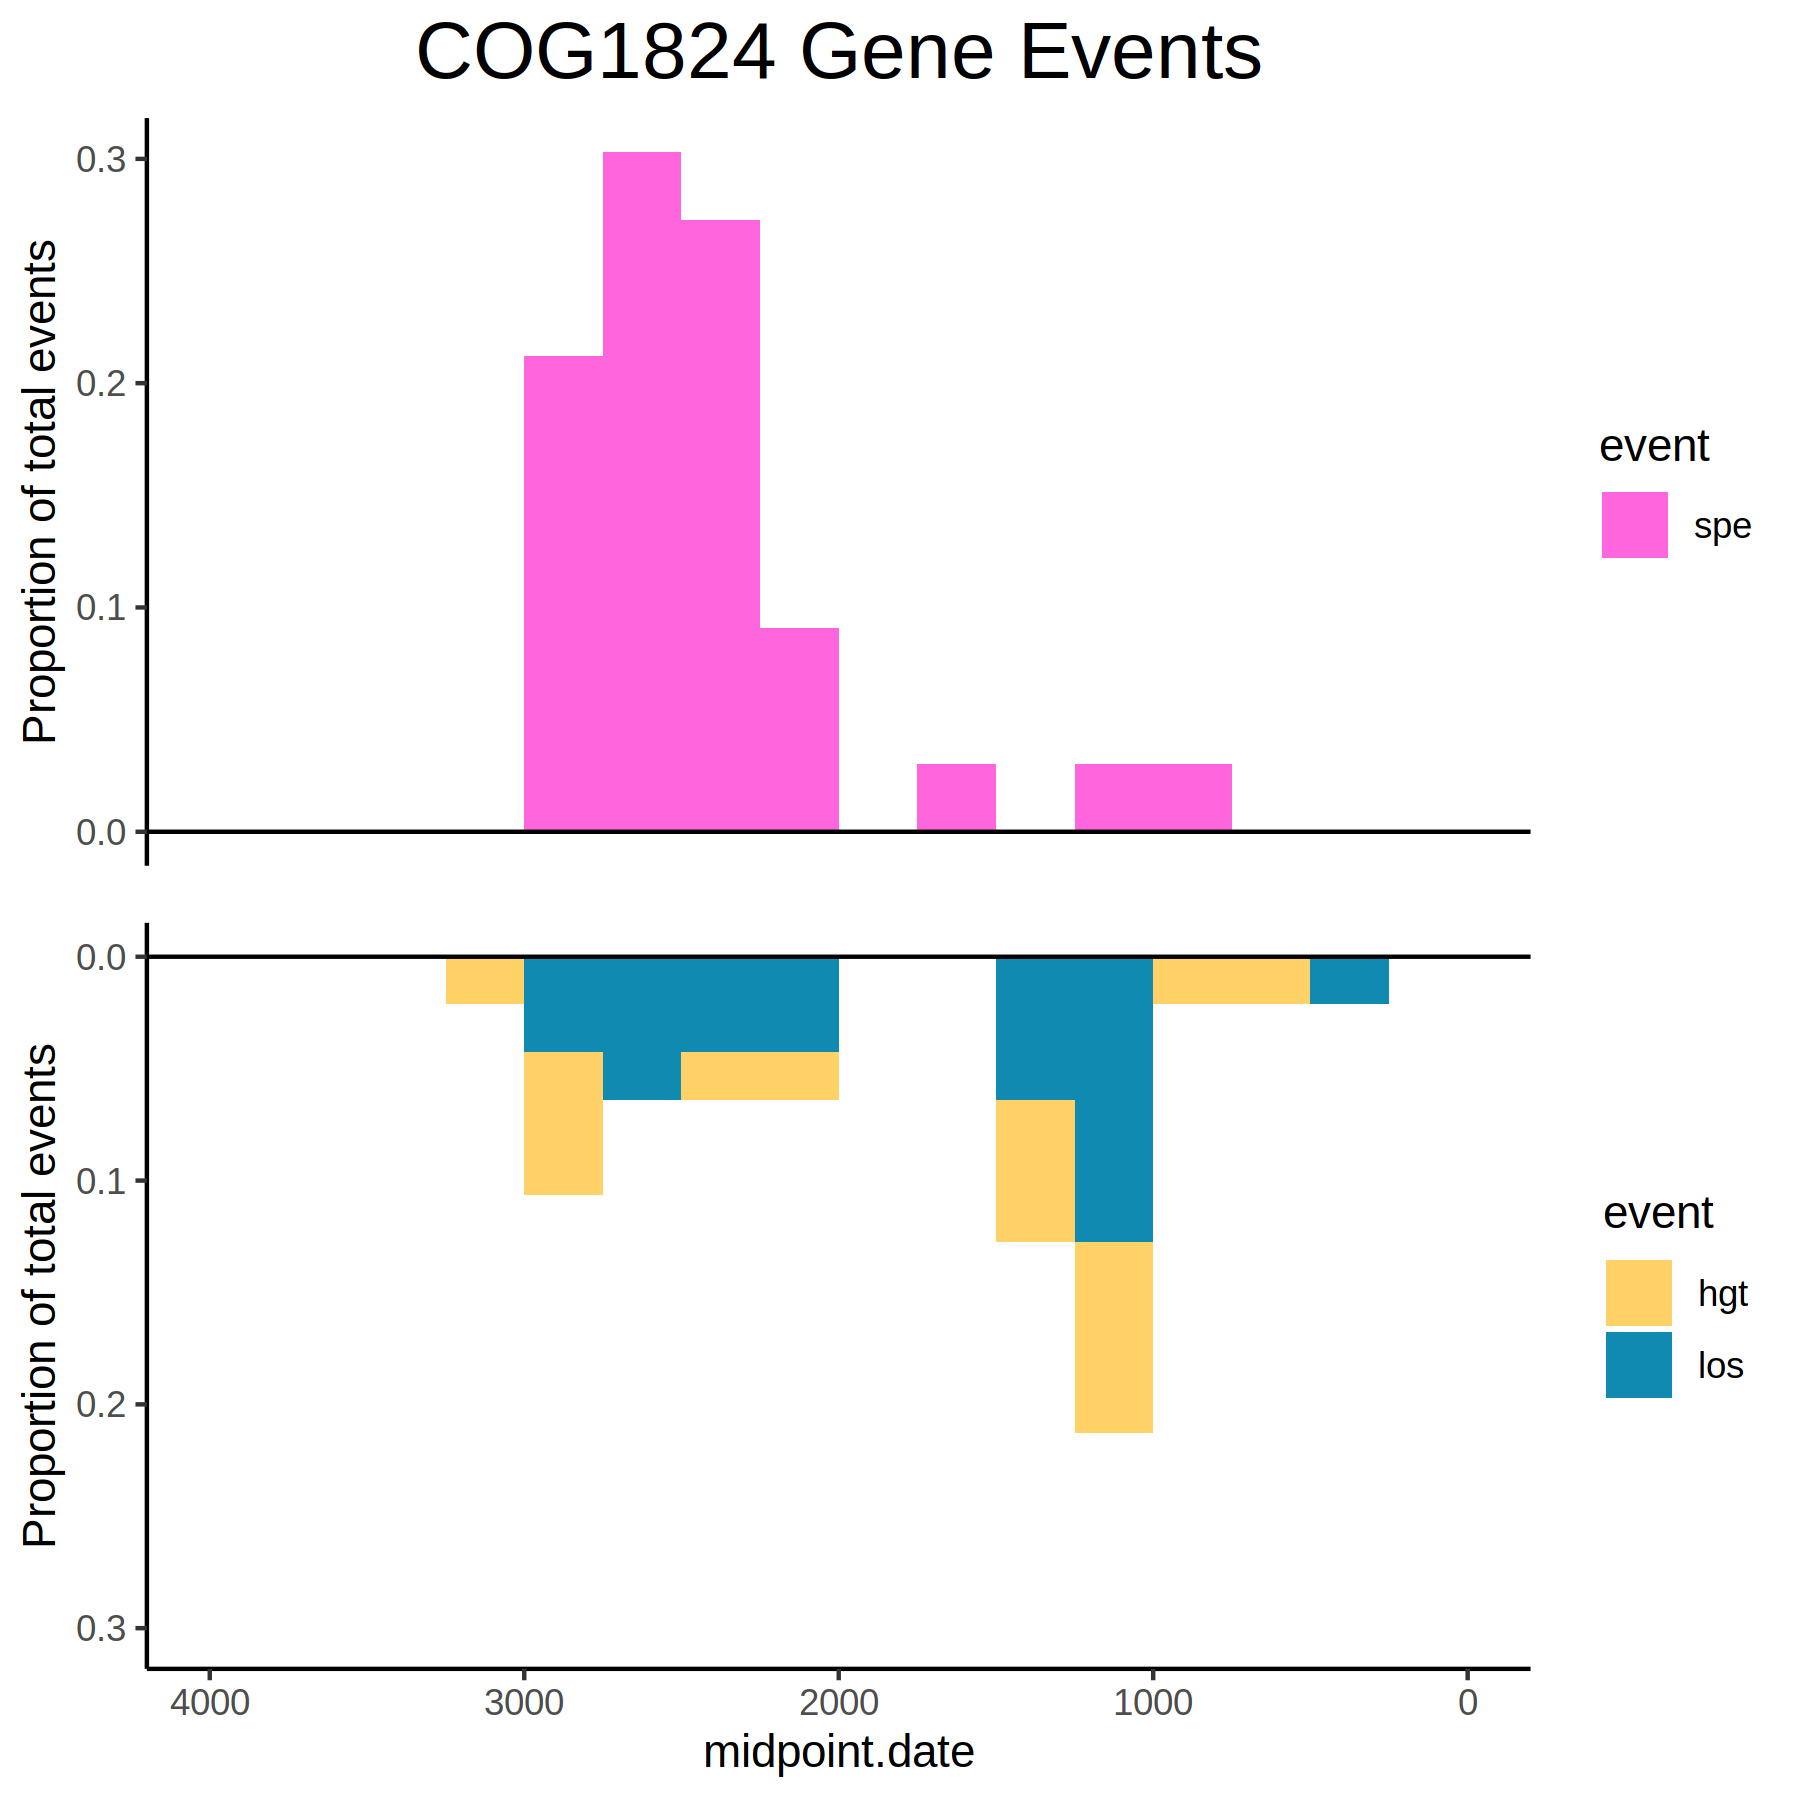 COG1824 Gene Events
Proportion of total events
0.3
0.2
0.1
0.0
event
spe
Proportion of total events
0.0
0.1
0.2
0.3
event
hgt
los
4000 3000 2000 1000 0
midpoint.date